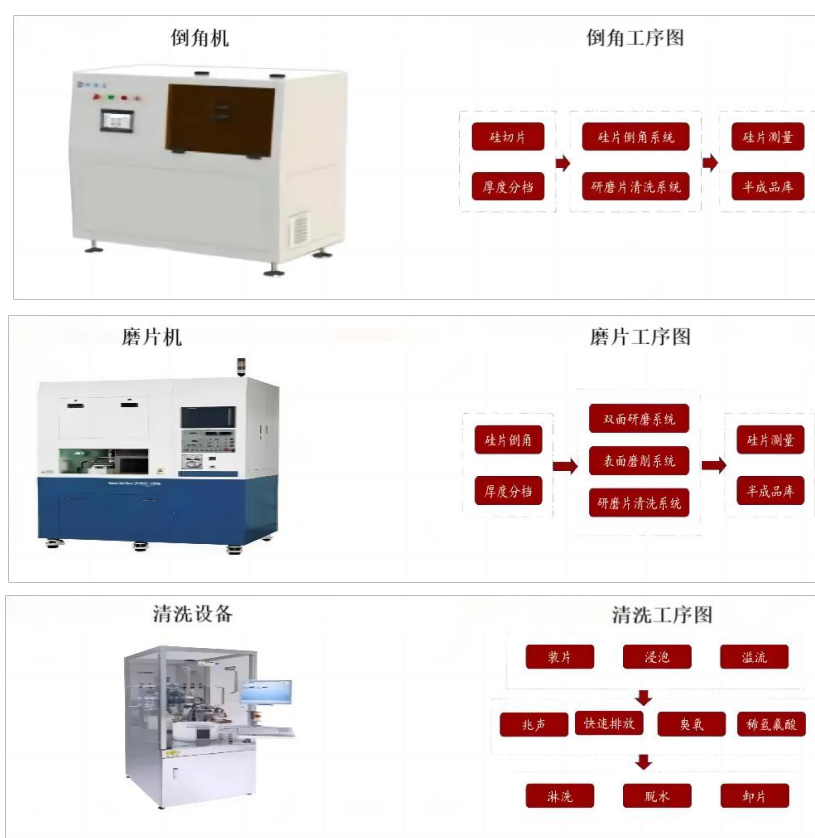 倒角机
倒角工序图
硅切片
硅片倒角系统
硅片测量
厚度分档
研磨片清洗系统
半成品库
磨片机
磨片工序图
双面研磨系统
硅片倒角
表面磨削系统
硅片测量
厚度分档
研磨片清洗系统
半成品库
清洗设备
清洗工序图
装片
浸泡
溢流
兆声
快速排放
臭氧
稀氢氟酸
淋洗
脱水
卸片